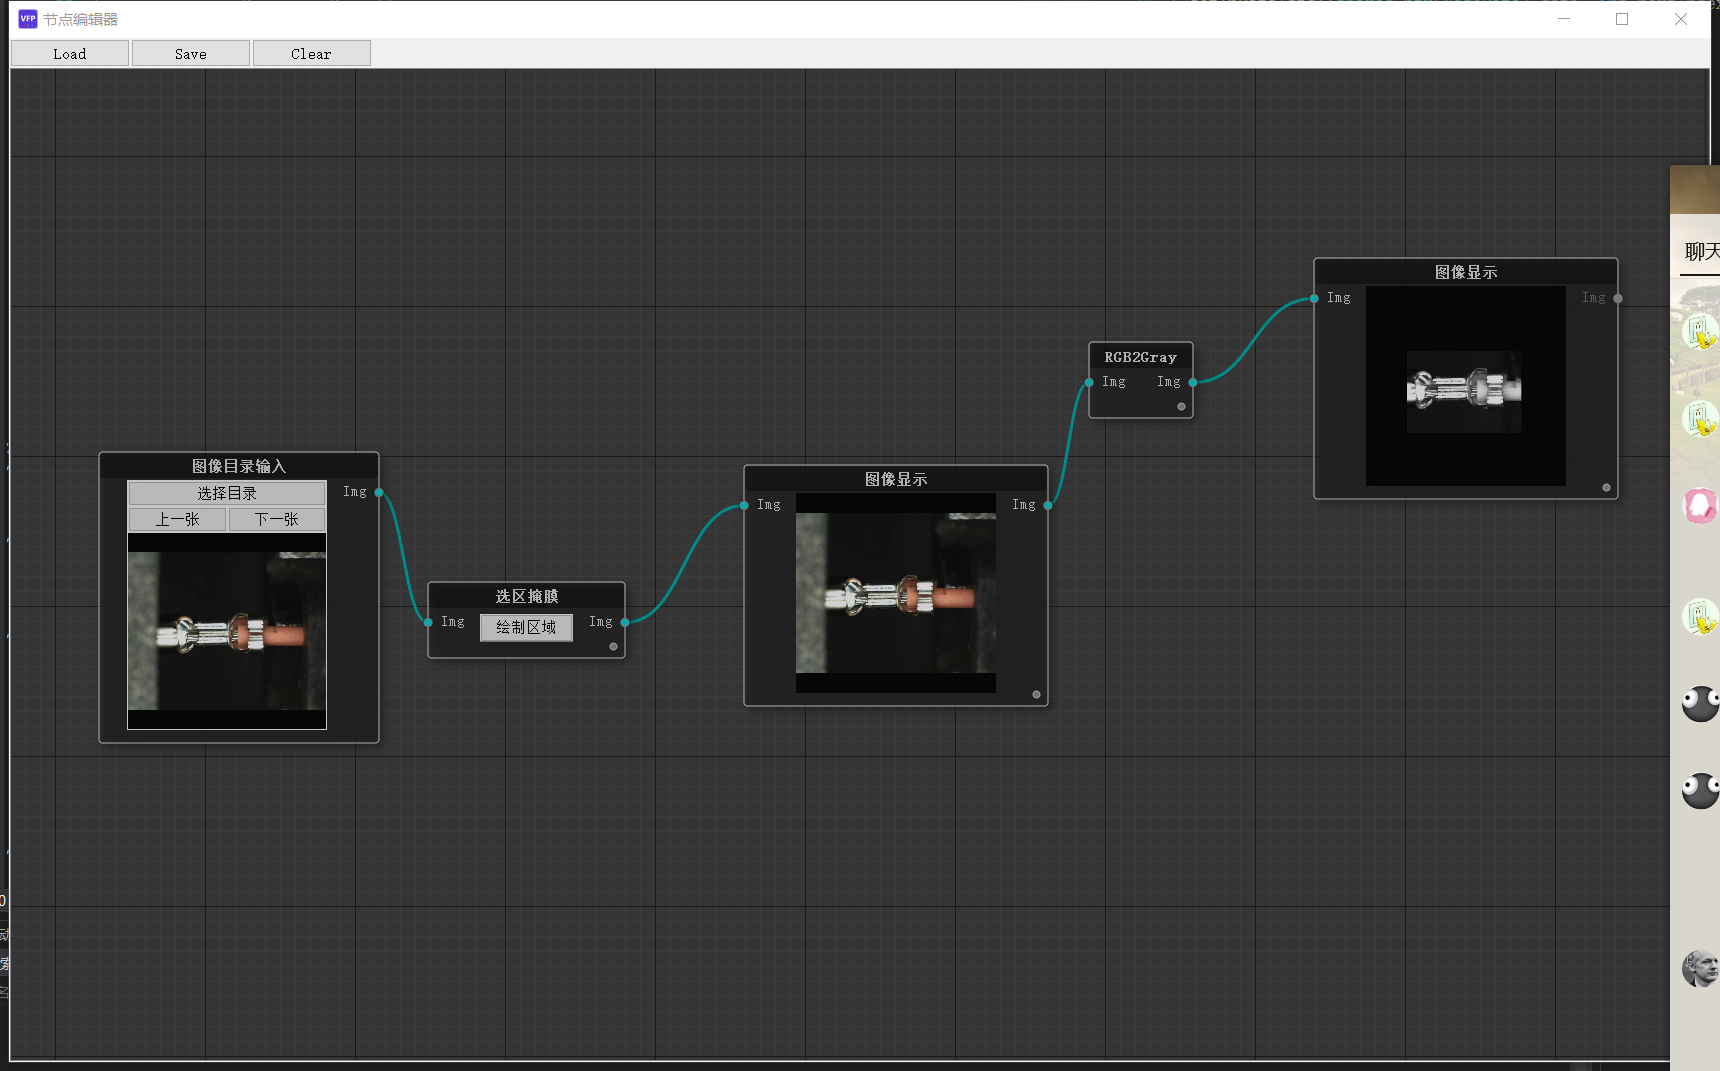 VFP 节点编辑器
Load Save Clear
图像显示
Img Img
聊天
RGB2Gray
Img Img
图像目录输入
选择目录
Img
上一张 下一张
图像显示
Img Img
选区掩膜
Img 绘制区域 Img